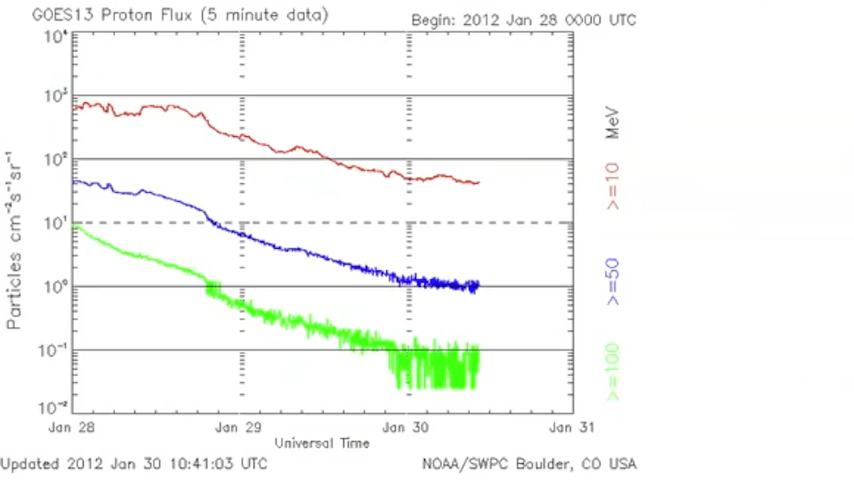 GOES13 Proton Flux (5 minute data)
Begin: 2012 Jan 28 0000 UTC
10⁴
10³
10²
10¹
10⁰
10⁻¹
10⁻²
Particles cm⁻²s⁻¹sr⁻¹
MeV
>=10
>=50
>=100
Jan 28
Jan 29
Jan 30
Jan 31
Universal Time
Updated 2012 Jan 30 10:41:03 UTC
NOAA/SWPC Boulder, CO USA